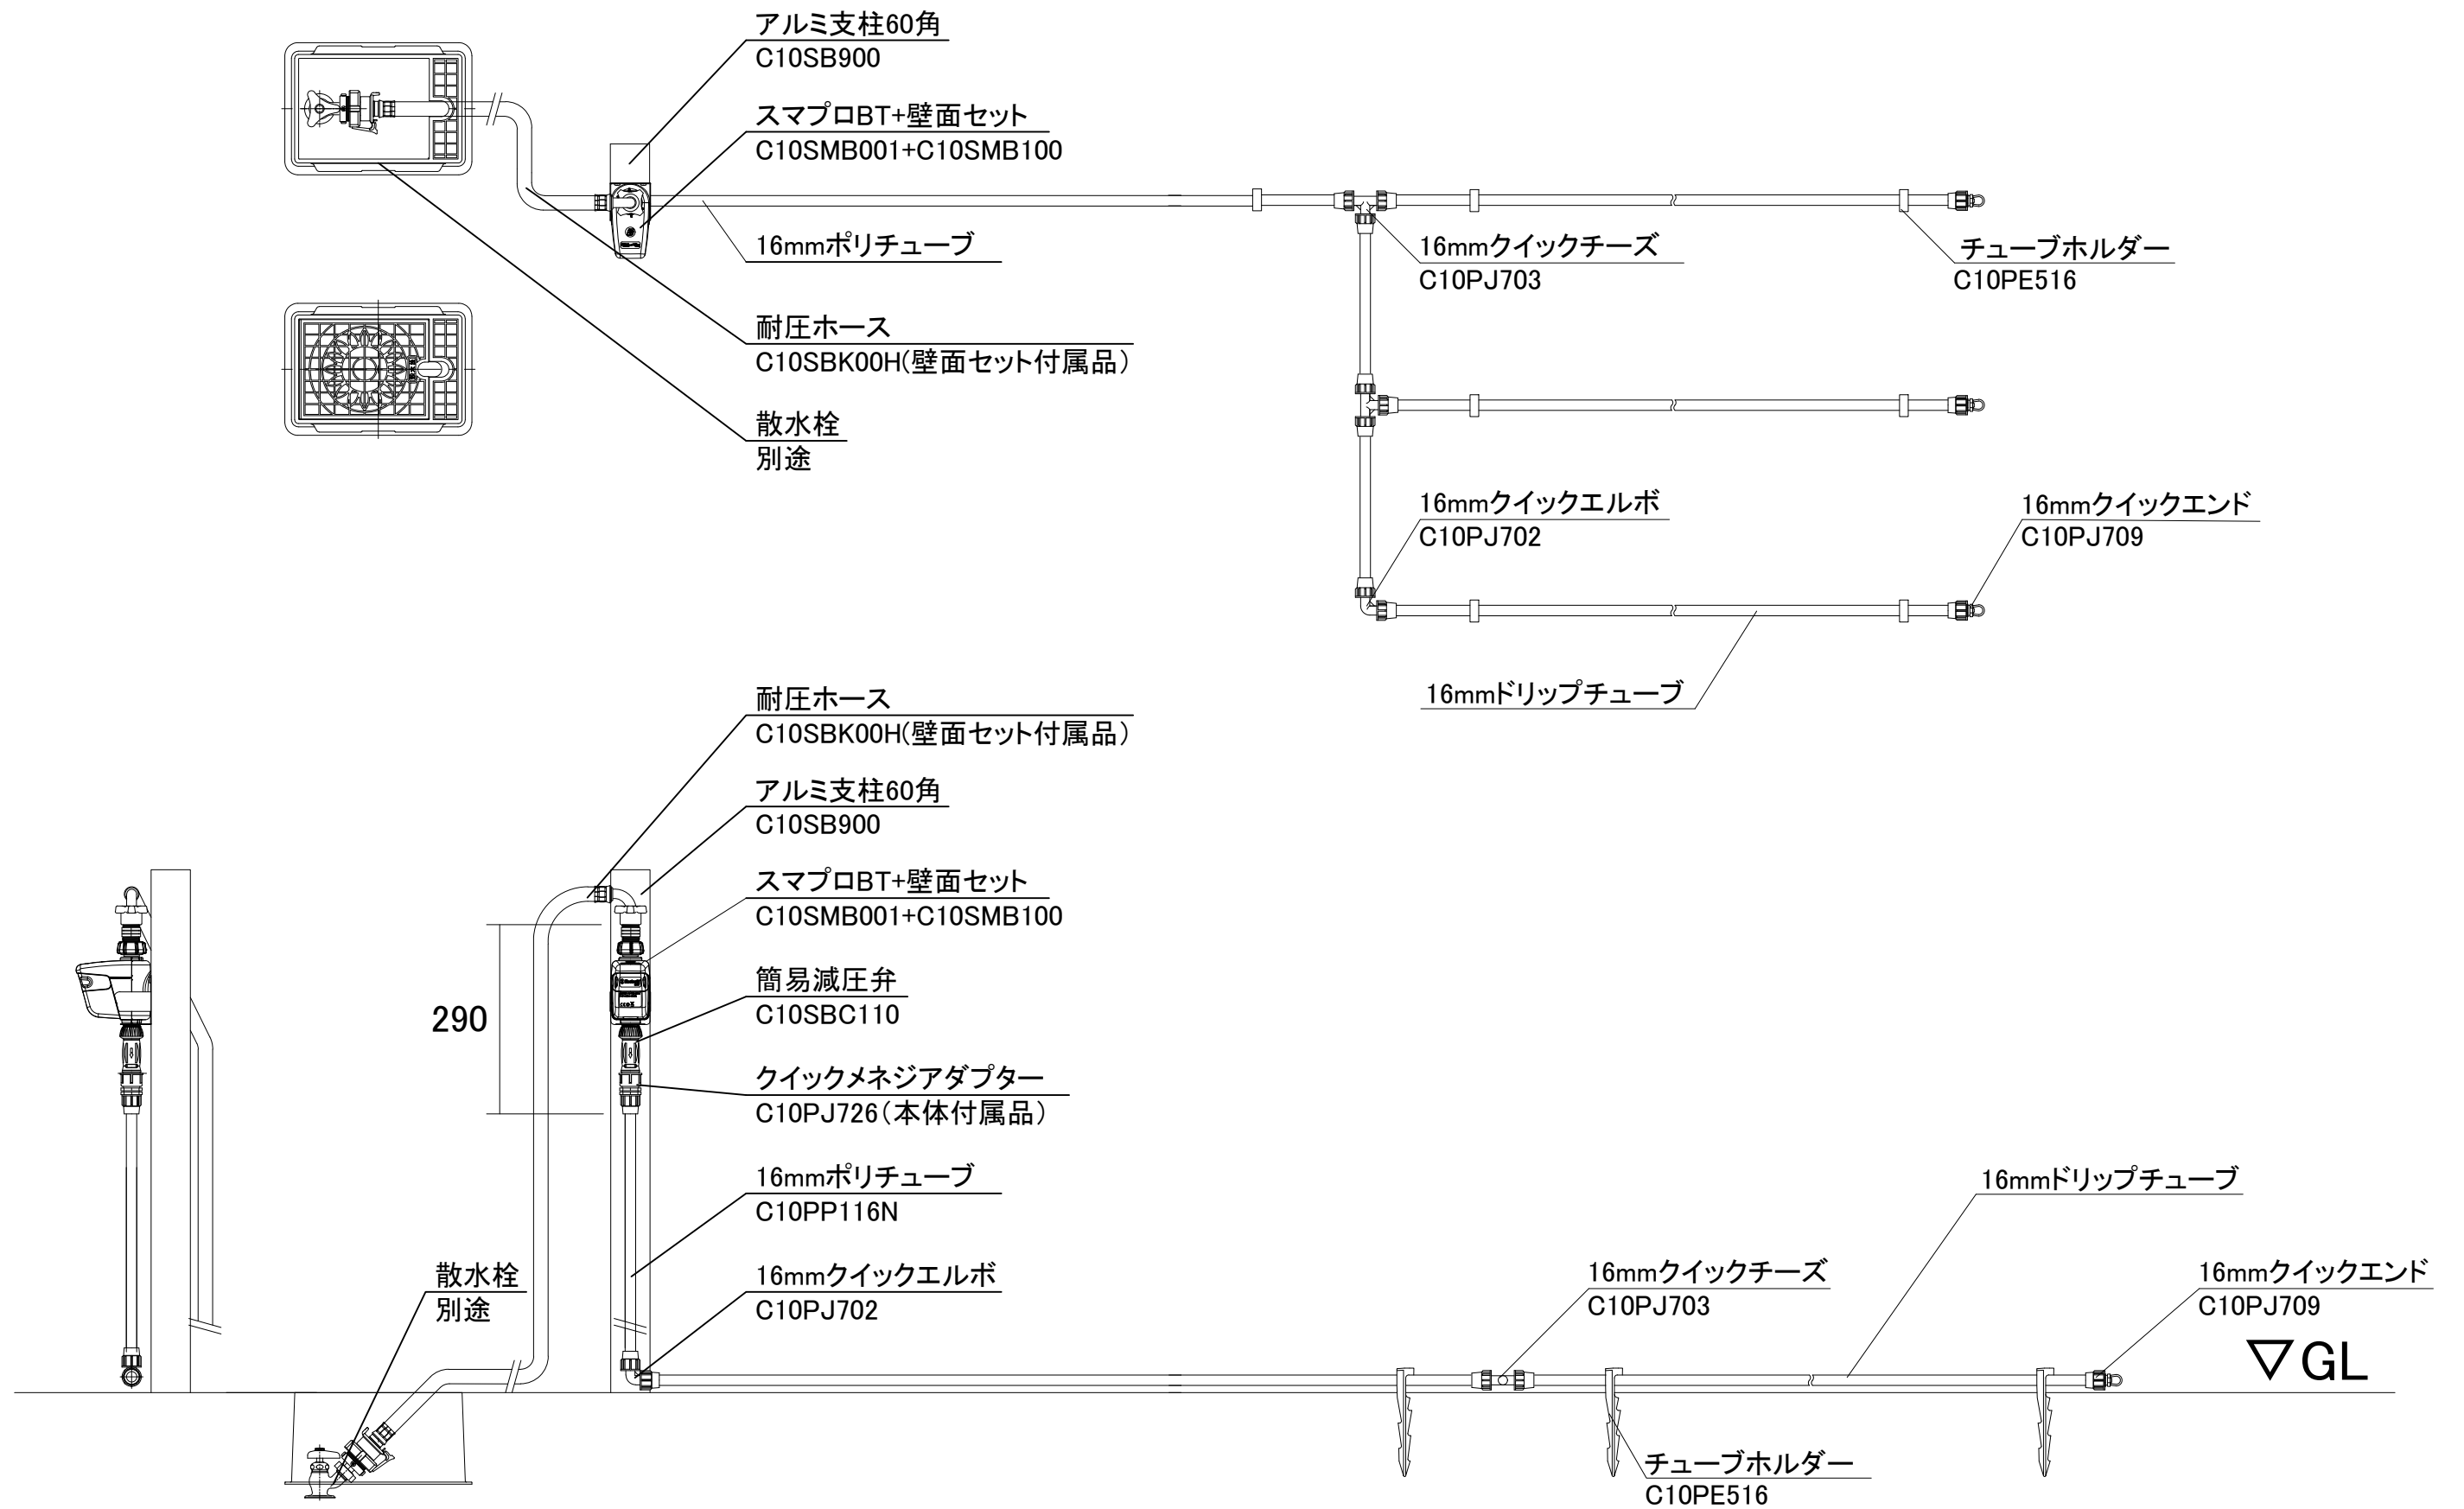 アルミ支柱60角
C10SB900
スマプロBT+壁面セット
C10SMB001+C10SMB100
16mmポリチューブ
16mmクイックチーズ
C10PJ703
チューブホルダー
C10PE516
耐圧ホース
C10SBK00H(壁面セット付属品)
散水栓
別途
16mmクイックエルボ
C10PJ702
16mmクイックエンド
C10PJ709
16mmドリップチューブ
耐圧ホース
C10SBK00H(壁面セット付属品)
アルミ支柱60角
C10SB900
スマプロBT+壁面セット
C10SMB001+C10SMB100
簡易減圧弁
C10SBC110
290
クイックメネジアダプター
C10PJ726(本体付属品)
16mmポリチューブ
C10PP116N
16mmドリップチューブ
散水栓
別途
16mmクイックエルボ
C10PJ702
16mmクイックチーズ
C10PJ703
16mmクイックエンド
C10PJ709
▽GL
チューブホルダー
C10PE516